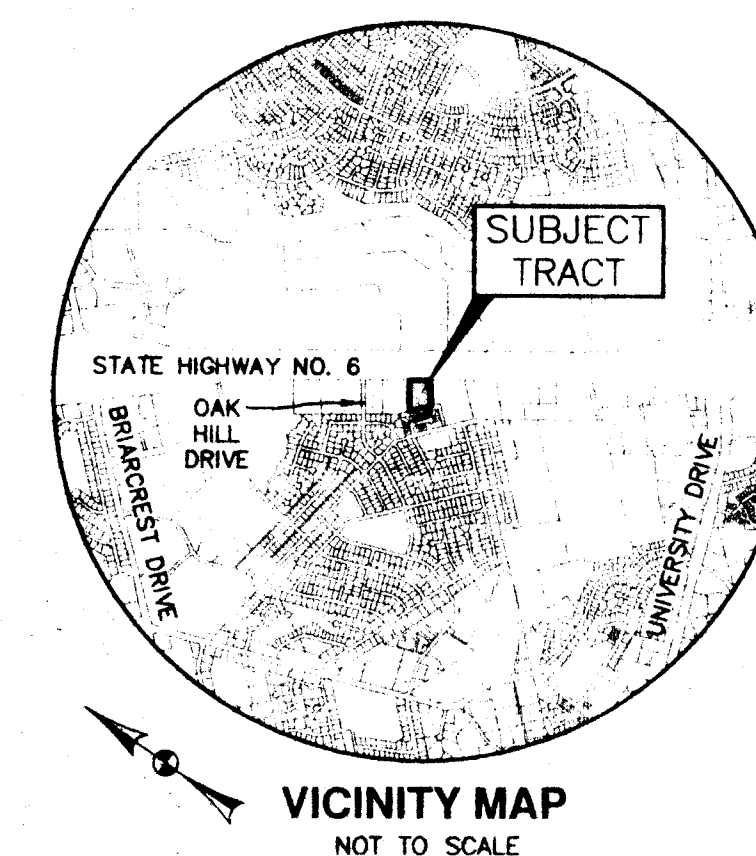 SUBJECT
TRACT
STATE HIGHWAY NO. 6
OAK
HILL
DRIVE
BRIARCREST DRIVE
UNIVERSITY DRIVE
VICINITY MAP
NOT TO SCALE